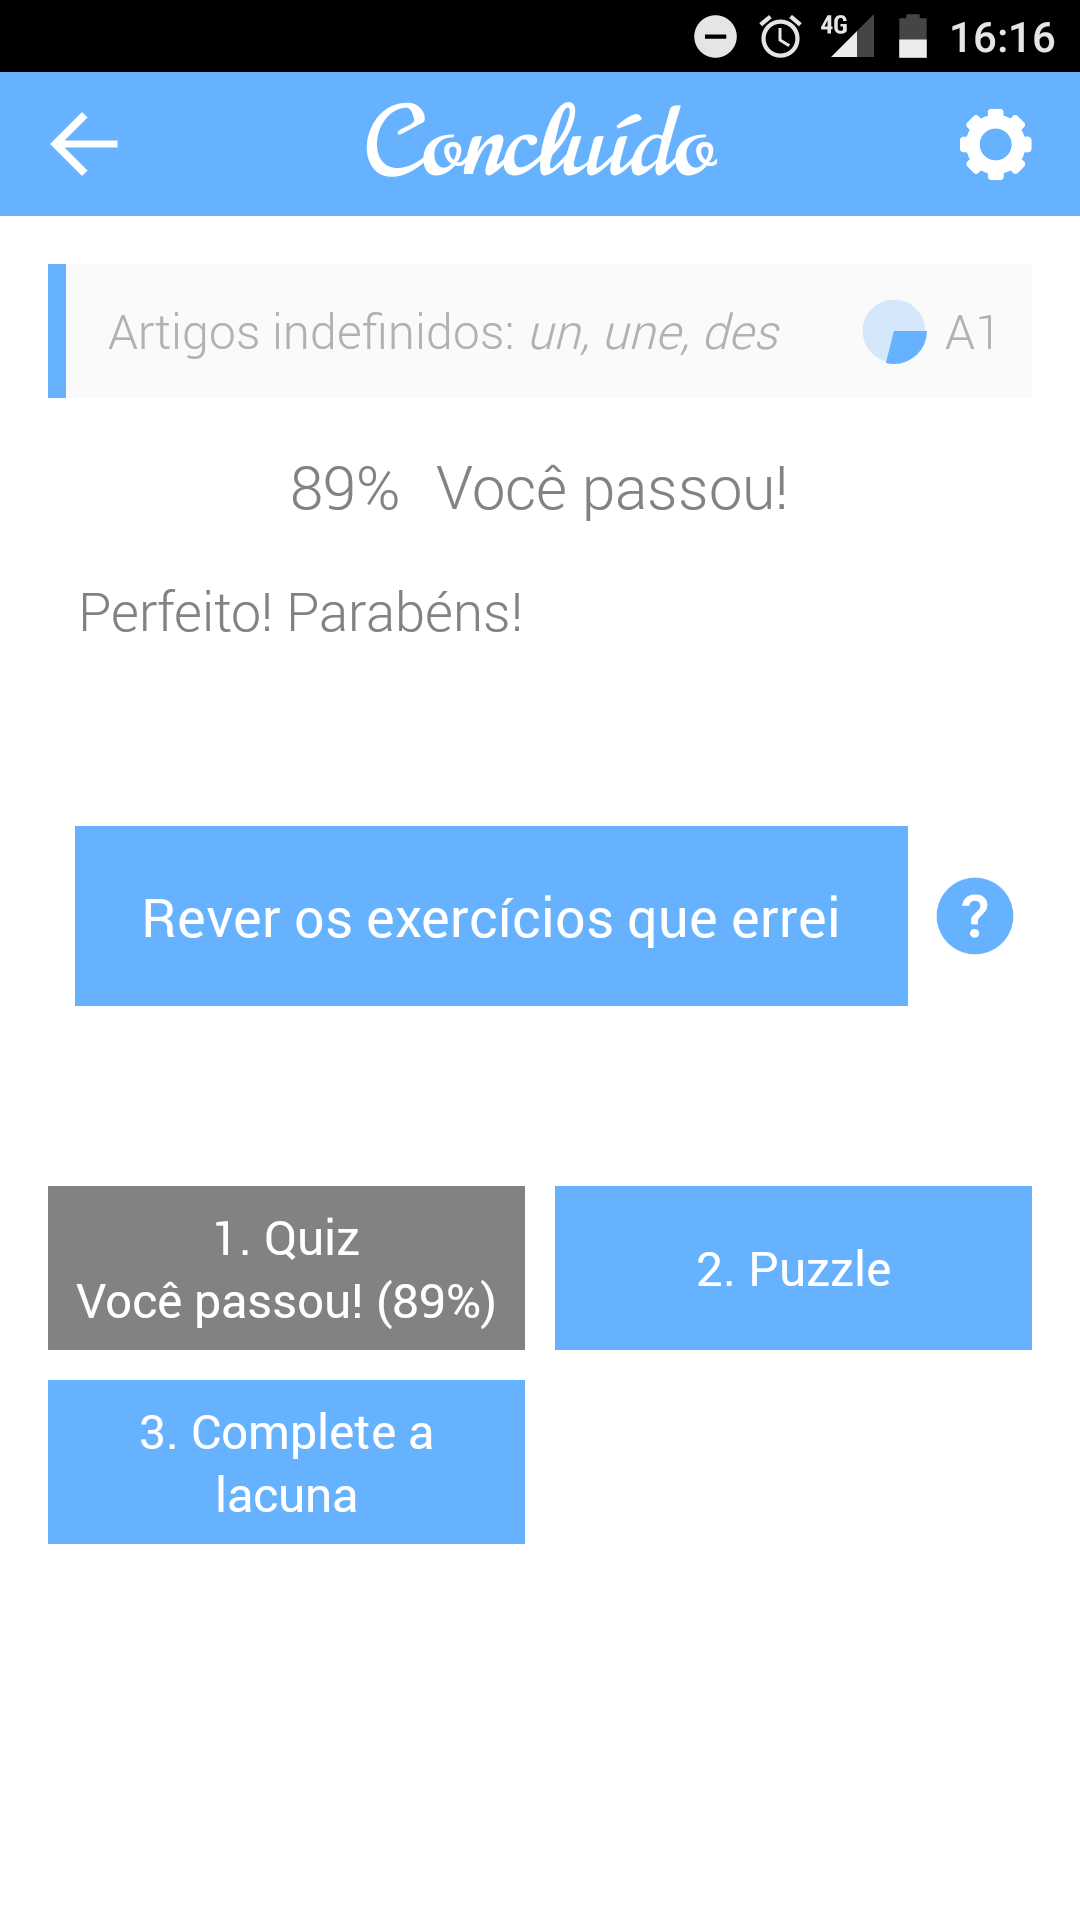 4G 16:16
Concluído
Artigos indefinidos: un, une, des A1
89% Você passou!
Perfeito! Parabéns!
Rever os exercícios que errei ?
1. Quiz
Você passou! (89%)
2. Puzzle
3. Complete a
lacuna